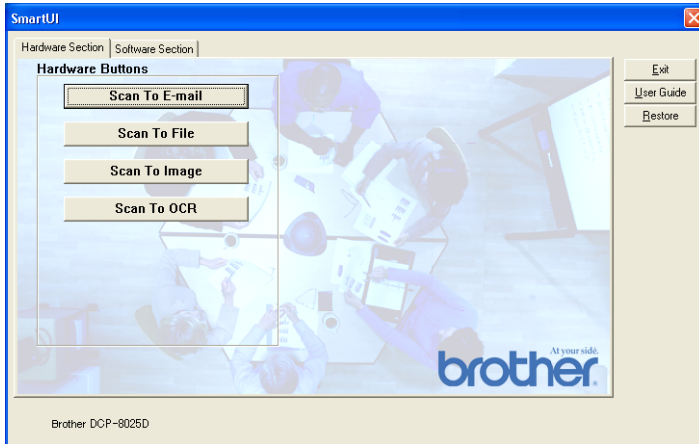 SmartUI
Hardware Section
Software Section
Hardware Buttons
Scan To E-mail
Scan To File
Scan To Image
Scan To OCR
Exit
User Guide
Restore
At your side.
brother
Brother DCP-8025D